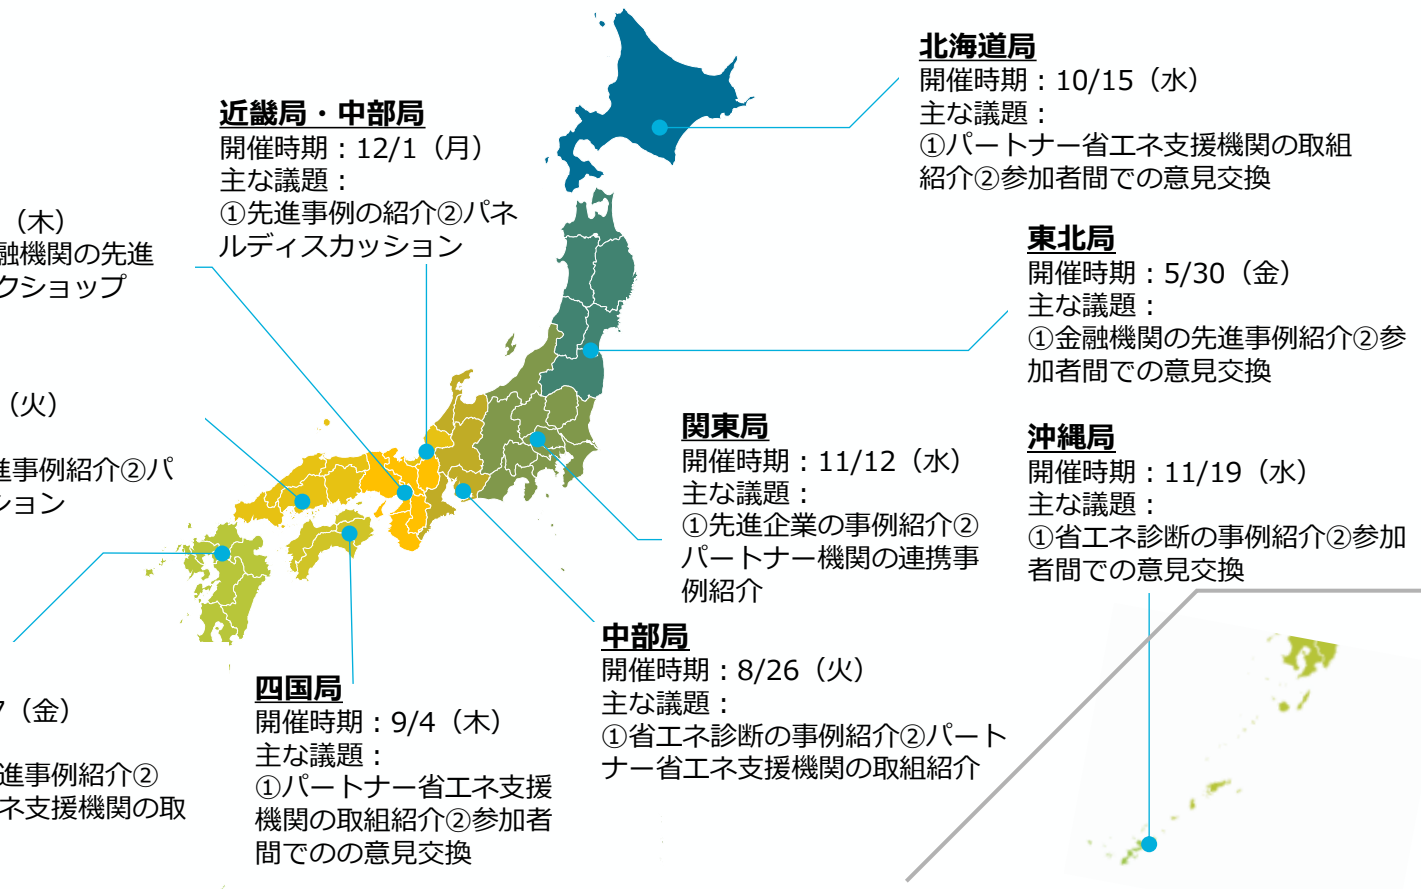 北海道局
開催時期：10/15（水）
主な議題：
①パートナー省エネ支援機関の取組
紹介②参加者間での意見交換
近畿局・中部局
開催時期：12/1（月）
主な議題：
①先進事例の紹介②パネ
ルディスカッション
（木）
融機関の先進
クショップ
東北局
開催時期：5/30（金）
主な議題：
①金融機関の先進事例紹介②参
加者間での意見交換
（火）
進事例紹介②パ
ション
関東局
開催時期：11/12（水）
主な議題：
①先進企業の事例紹介②
パートナー機関の連携事
例紹介
沖縄局
開催時期：11/19（水）
主な議題：
①省エネ診断の事例紹介②参加
者間での意見交換
中部局
開催時期：8/26（火）
主な議題：
①省エネ診断の事例紹介②パート
ナー省エネ支援機関の取組紹介
四国局
開催時期：9/4（木）
主な議題：
①パートナー省エネ支援
機関の取組紹介②参加者
間でのの意見交換
7（金）
進事例紹介②
ネ支援機関の取